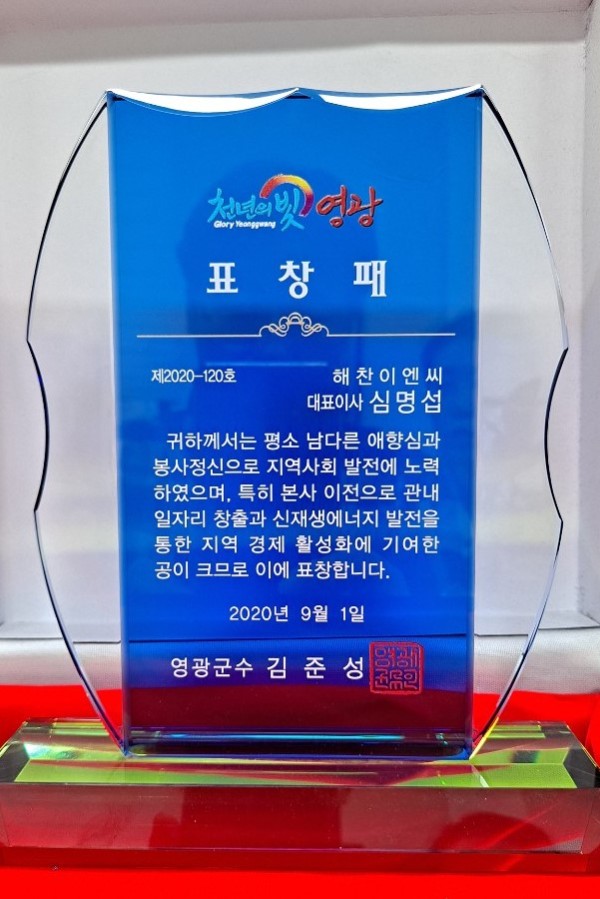 천년의 빛 영광
Glory Yeonggwang
표 창 패
제2020-120호
해 찬 이 엔 씨
대표이사 심 명 섭
귀하께서는 평소 남다른 애향심과
봉사정신으로 지역사회 발전에 노력
하였으며, 특히 본사 이전으로 관내
일자리 창출과 신재생에너지 발전을
통한 지역 경제 활성화에 기여한
공이 크므로 이에 표창합니다.
2020년 9월 1일
영광군수 김 준 성